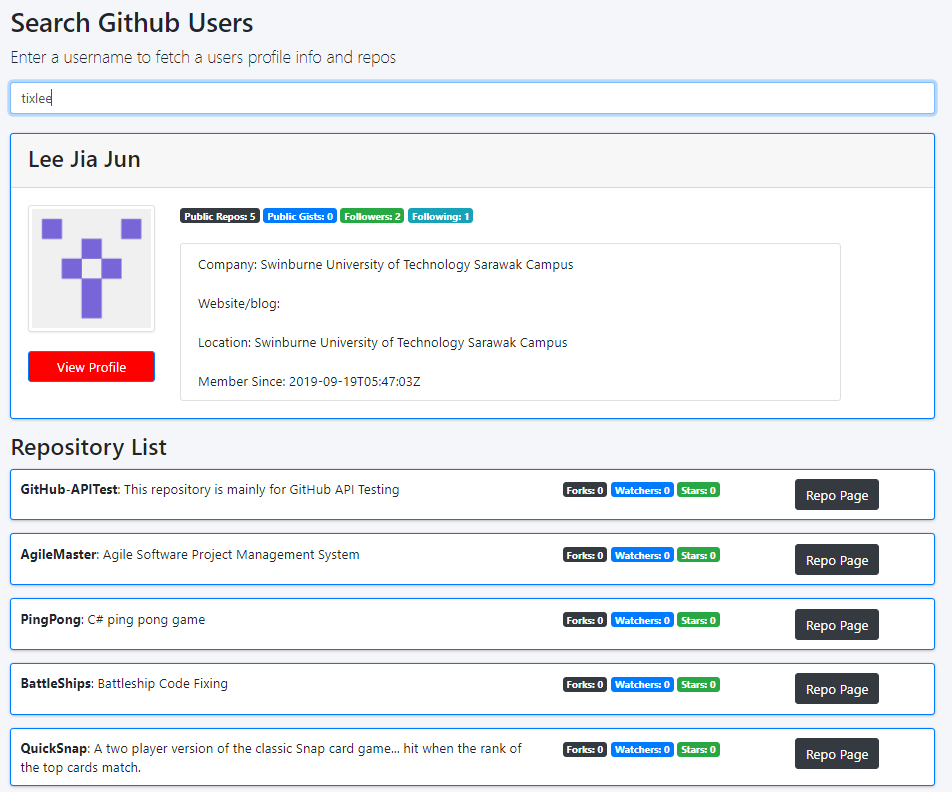 Search Github Users
Enter a username to fetch a users profile info and repos
tixlee
Lee Jia Jun
Public Repos: 5 Public Gists: 0 Followers: 2 Following: 1
Company: Swinburne University of Technology Sarawak Campus
Website/blog:
Location: Swinburne University of Technology Sarawak Campus
Member Since: 2019-09-19T05:47:03Z
View Profile
Repository List
GitHub-APITest: This repository is mainly for GitHub API Testing
Forks: 0 Watchers: 0 Stars: 0
Repo Page
AgileMaster: Agile Software Project Management System
Forks: 0 Watchers: 0 Stars: 0
Repo Page
PingPong: C# ping pong game
Forks: 0 Watchers: 0 Stars: 0
Repo Page
BattleShips: Battleship Code Fixing
Forks: 0 Watchers: 0 Stars: 0
Repo Page
QuickSnap: A two player version of the classic Snap card game... hit when the rank of
the top cards match.
Forks: 0 Watchers: 0 Stars: 0
Repo Page